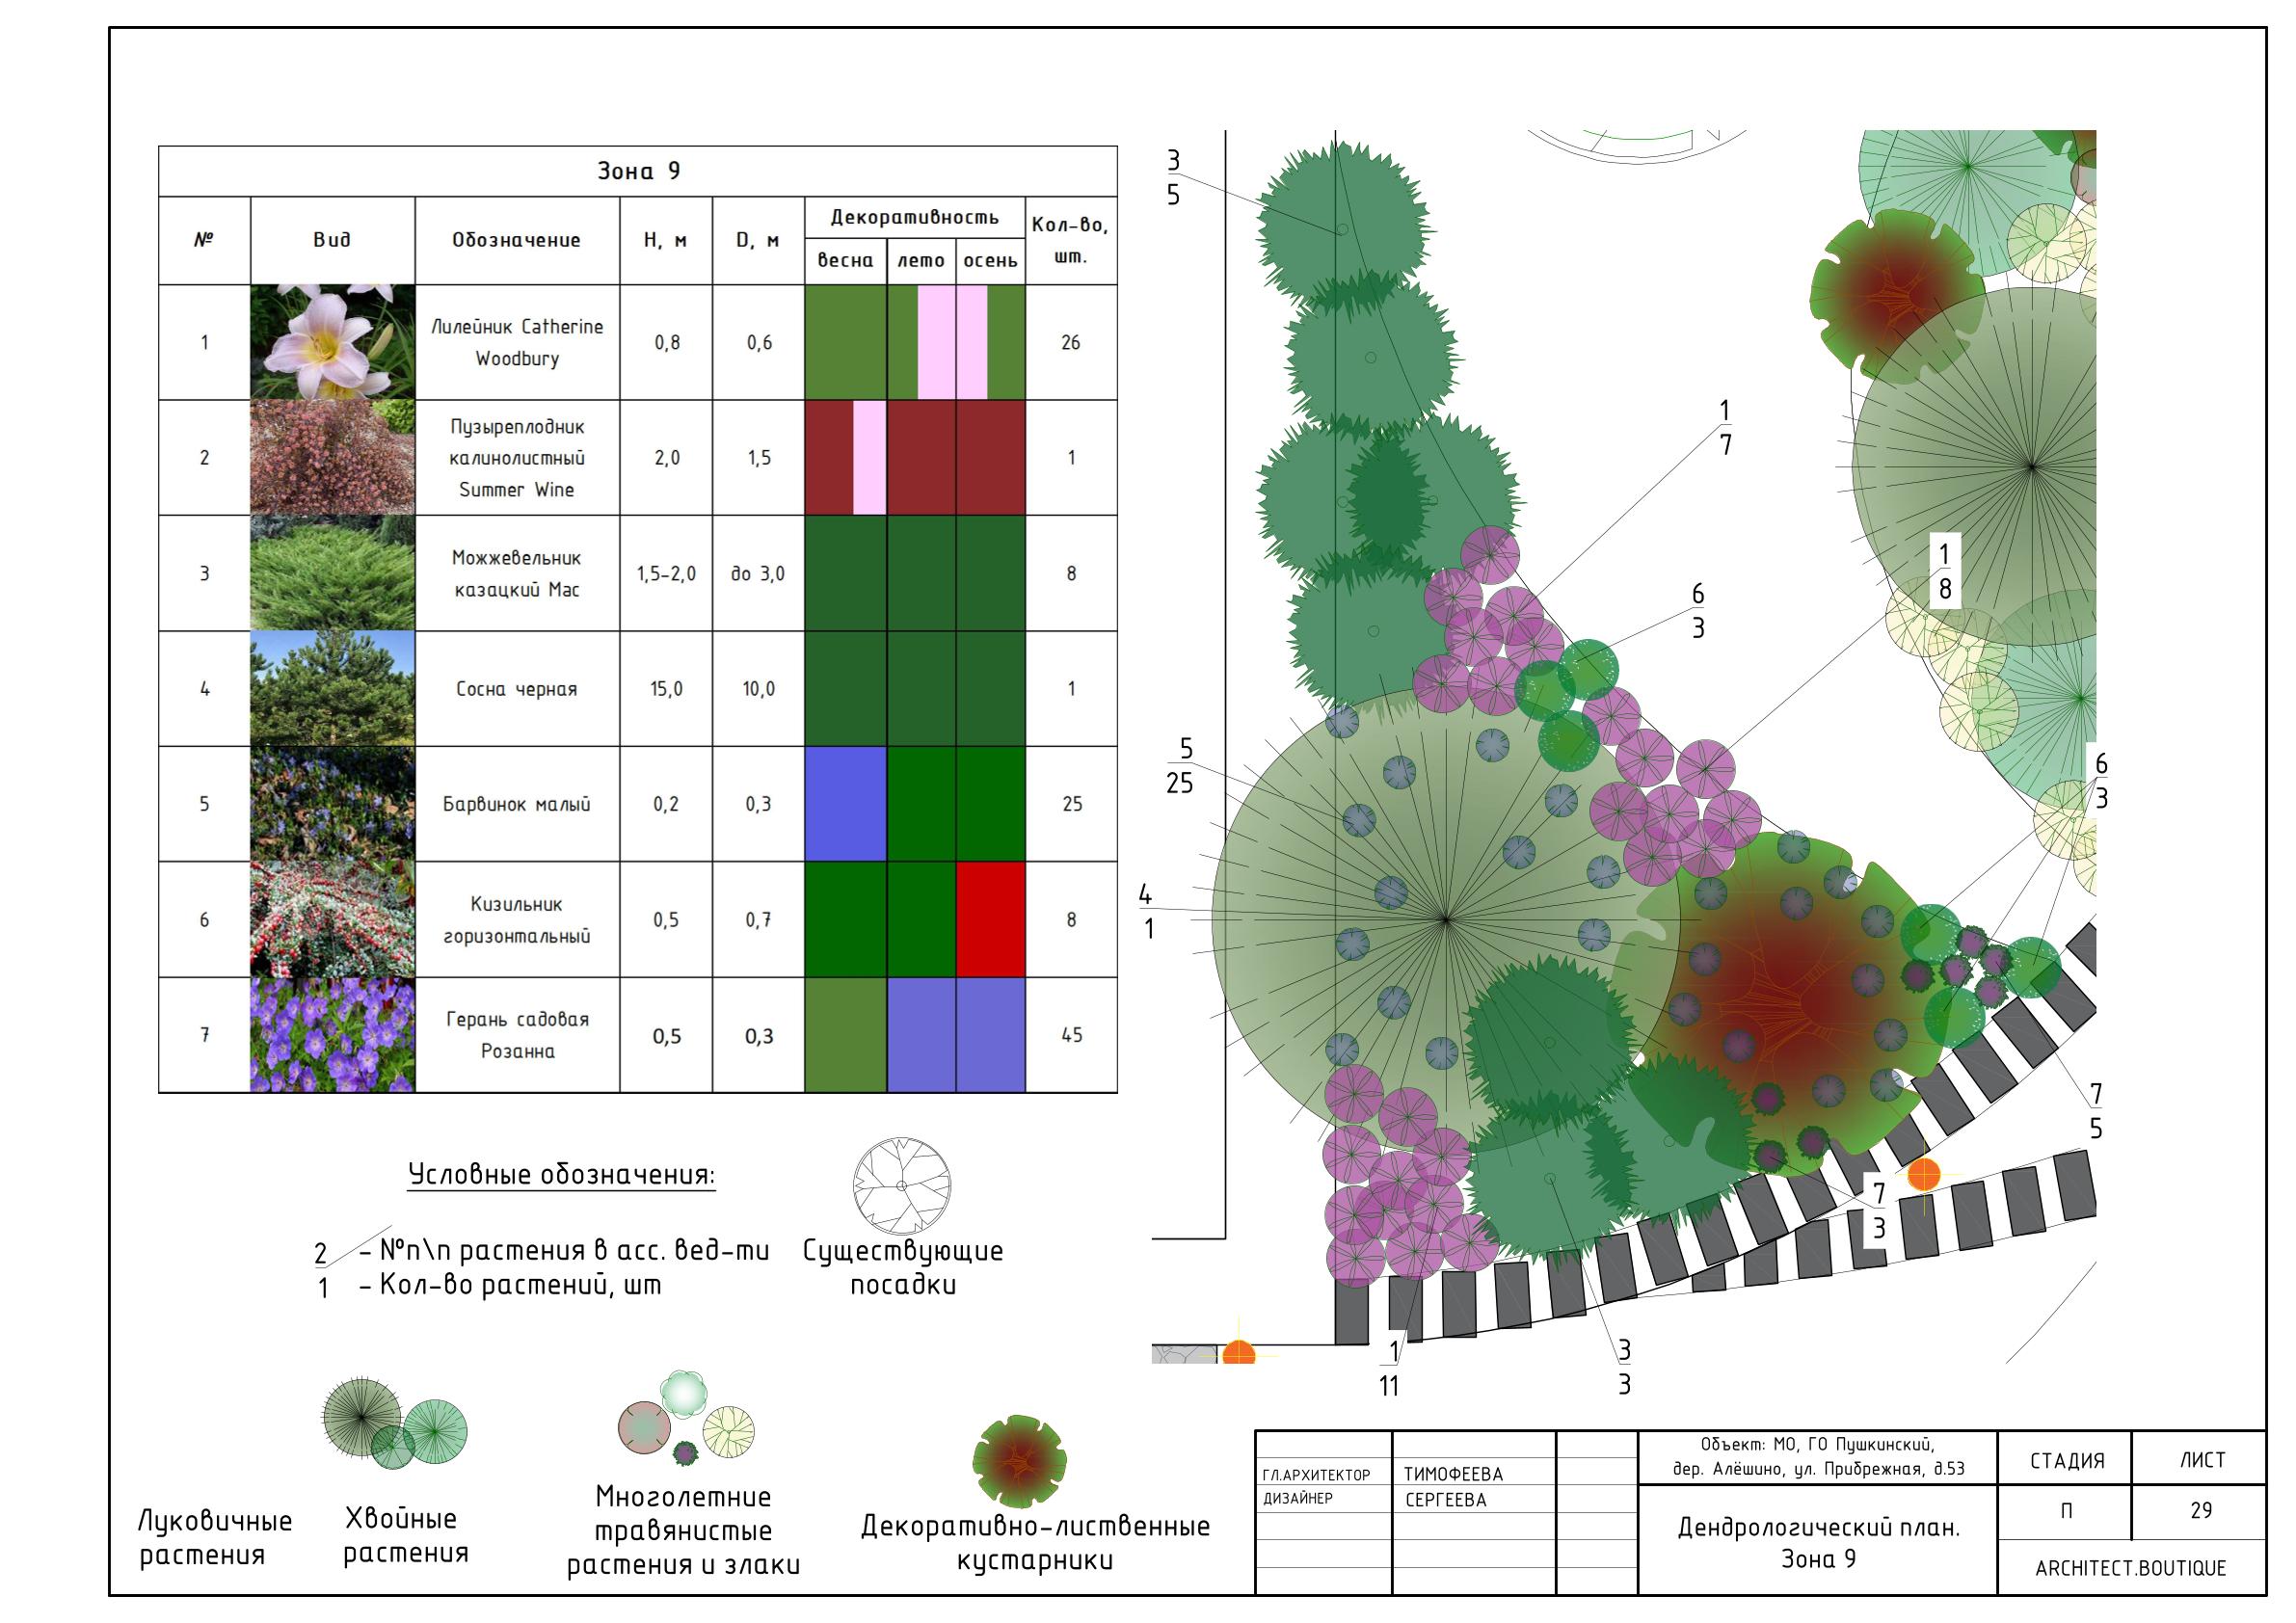 Зона 9
№
Вид
Обозначение
Н, м
D, м
Декоративность
весна
лето
осень
Кол-во,
шт.
1
Лилейник Catherine
Woodbury
0,8
0,6
26
2
Пузыреплодник
калинолистный
Summer Wine
2,0
1,5
1
3
Можжевельник
казацкий Mac
1,5-2,0
до 3,0
8
4
Сосна черная
15,0
10,0
1
5
Барвинок малый
0,2
0,3
25
6
Кизильник
горизонтальный
0,5
0,7
8
7
Герань садовая
Розанна
0,5
0,3
45
3
5
1
7
6
3
1
8
5
25
6
3
4
1
7
5
7
3
1
11
3
3
Условные обозначения:
2
- №п\п растения в асс. вед-ти
1
- Кол-во растений, шт
Существующие
посадки
Луковичные
растения
Хвойные
растения
Многолетние
травянистые
растения и злаки
Декоративно-лиственные
кустарники
ГЛ.АРХИТЕКТОР
ТИМОФЕЕВА
ДИЗАЙНЕР
СЕРГЕЕВА
Объект: МО, ГО Пушкинский,
дер. Алёшино, ул. Прибрежная, д.53
СТАДИЯ
ЛИСТ
Дендрологический план.
Зона 9
П
29
ARCHITECT.BOUTIQUE